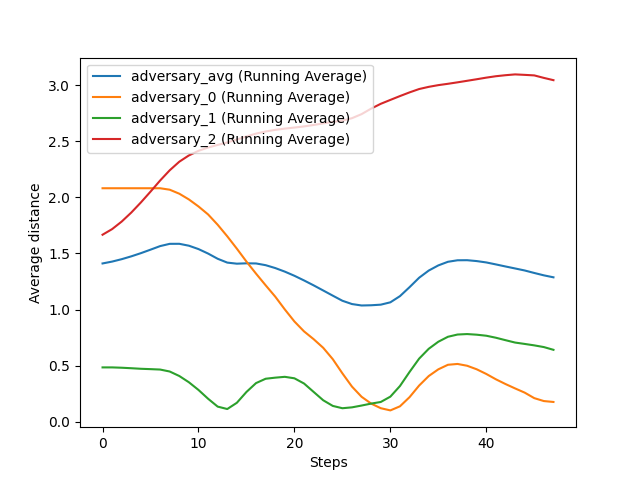 adversary_avg (Running Average)
adversary_0 (Running Average)
adversary_1 (Running Average)
adversary_2 (Running Average)
Average distance
3.0
2.5
2.0
1.5
1.0
0.5
0.0
0 10 20 30 40
Steps